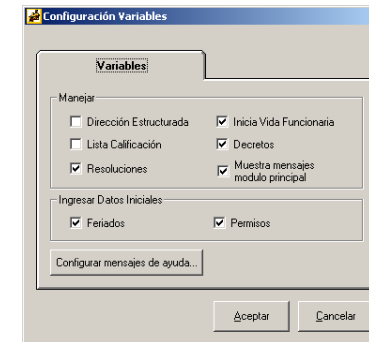 Configuración Variables
Variables
Manejar
Dirección Estructurada
Inicia Vida Funcionaria
Lista Calificación
Decretos
Resoluciones
Muestra mensajes
modulo principal
Ingresar Datos Iniciales
Feriados
Permisos
Configurar mensajes de ayuda...
Aceptar
Cancelar